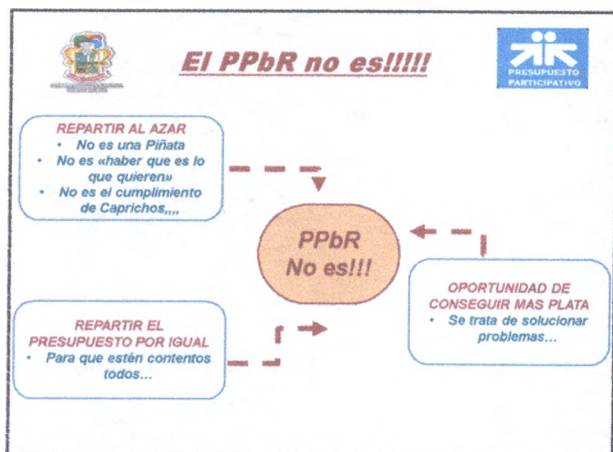 El PPbR no es!!!!!
PRESUPUESTO
PARTICIPATIVO
REPARTIR AL AZAR
• No es una Piñata
• No es «haber que es lo
que quieren»
• No es el cumplimiento
de Caprichos,,,,
PPbR
No es!!!
OPORTUNIDAD DE
CONSEGUIR MAS PLATA
• Se trata de solucionar
problemas...
REPARTIR EL
PRESUPUESTO POR IGUAL
• Para que estén contentos
todos...